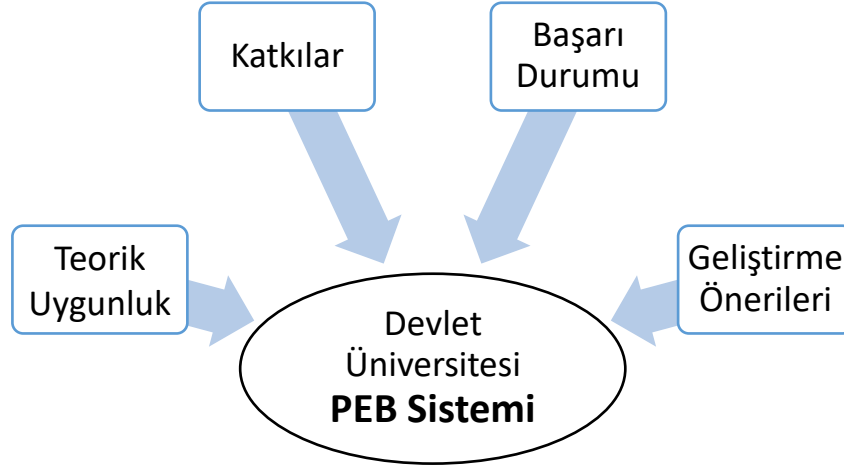 Katkılar
Başarı
Durumu
Teorik
Uygunluk
Geliştirme
Önerileri
Devlet
Üniversitesi
PEB Sistemi